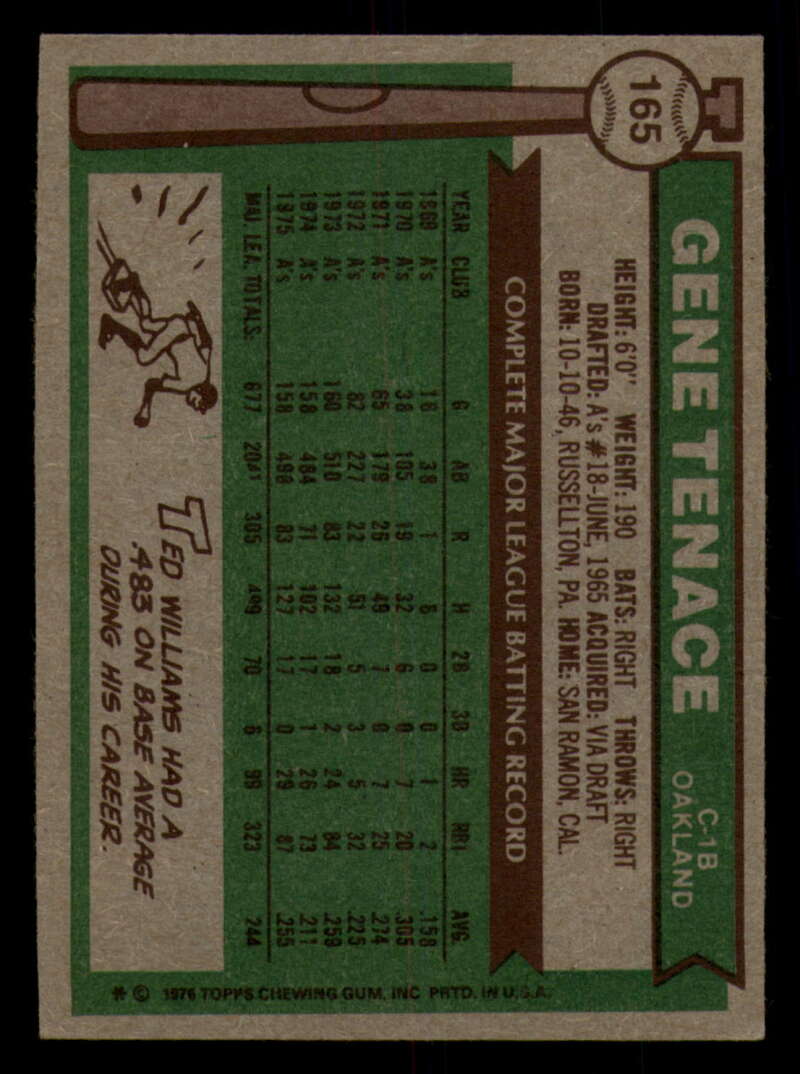 165
GENE TENACE
C-1B
OAKLAND
HEIGHT: 6'0" WEIGHT: 190 BATS: RIGHT THROWS: RIGHT
DRAFTED: A's #18-JUNE, 1965 ACQUIRED: VIA DRAFT
BORN: 10-10-46, RUSSELLTON, PA. HOME: SAN RAMON, CAL.
COMPLETE MAJOR LEAGUE BATTING RECORD
YEAR CLUB G AB R H 2B 3B HR RBI AVG.
1969 A's 16 38 1 6 0 0 1 2 .158
1970 A's 38 105 19 32 6 0 7 20 .305
1971 A's 65 179 26 49 7 0 7 25 .274
1972 A's 82 227 22 51 5 3 5 32 .225
1973 A's 160 510 83 132 18 2 24 84 .259
1974 A's 158 484 71 102 17 1 26 73 .211
1975 A's 158 498 83 127 17 0 29 87 .255
MAJ. LEA. TOTALS: 677 2041 305 499 70 6 99 323 .244
TED WILLIAMS HAD A
.483 ON BASE AVERAGE
DURING HIS CAREER.
* © 1976 TOPPS CHEWING GUM, INC PRTD. IN U.S.A.